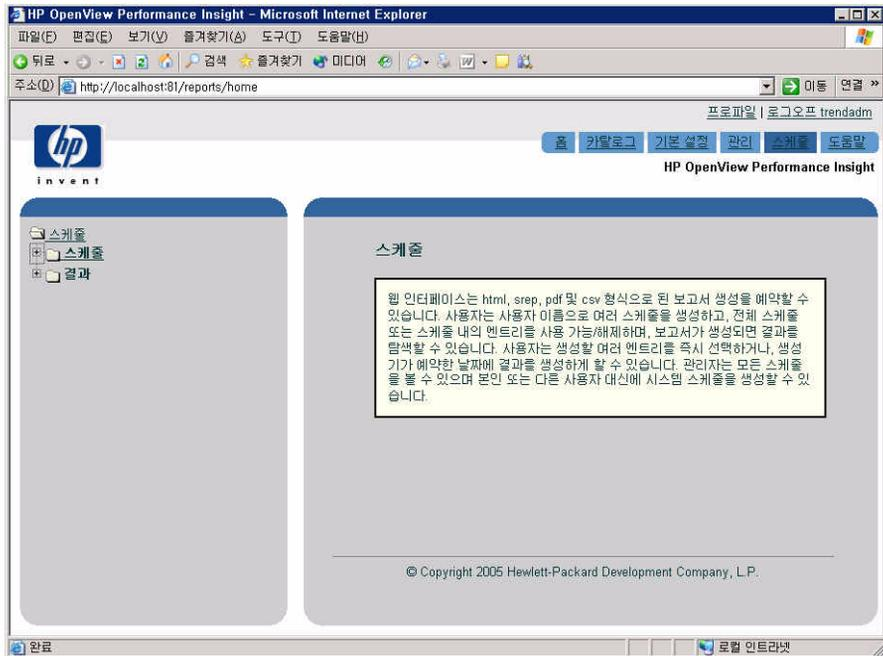 HP OpenView Performance Insight - Microsoft Internet Explorer
파일(F) 편집(E) 보기(V) 즐겨찾기(A) 도구(T) 도움말(H)
뒤로 검색 즐겨찾기 미디어
주소(D) http://localhost:81/reports/home 이동 연결 »
프로파일 | 로그오프 trendadm
hp
invent
홈 카탈로그 기본 설정 관리 스케줄 도움말
HP OpenView Performance Insight
스케줄
스케줄
결과
스케줄
웹 인터페이스는 html, srep, pdf 및 csv 형식으로 된 보고서 생성을 예약할 수
있습니다. 사용자는 사용자 이름으로 여러 스케줄을 생성하고, 전체 스케줄
또는 스케줄 내의 엔트리를 사용 가능/해제하며, 보고서가 생성되면 결과를
탐색할 수 있습니다. 사용자는 생성할 여러 엔트리를 즉시 선택하거나, 생성
기가 예약한 날짜에 결과를 생성하게 할 수 있습니다. 관리자는 모든 스케줄
을 볼 수 있으며 본인 또는 다른 사용자 대신에 시스템 스케줄을 생성할 수 있
습니다.
© Copyright 2005 Hewlett-Packard Development Company, L.P.
완료 로컬 인트라넷